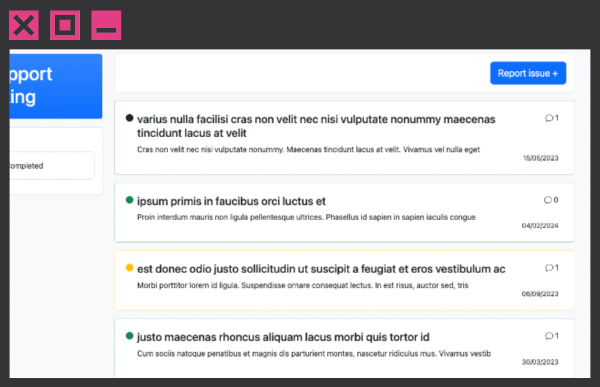 pport
ing
Completed
Report issue +
varius nulla facilisi cras non velit nec nisi vulputate nonummy maecenas
tincidunt lacus at velit
1
Cras non velit nec nisi vulputate nonummy. Maecenas tincidunt lacus at velit. Vivamus vel nulla eget
15/05/2023
ipsum primis in faucibus orci luctus et
0
Proin interdum mauris non ligula pellentesque ultrices. Phasellus id sapien in sapien iaculis congue
04/02/2024
est donec odio justo sollicitudin ut suscipit a feugiat et eros vestibulum ac
1
Morbi porttitor lorem id ligula. Suspendisse ornare consequat lectus. In est risus, auctor sed, tris
06/09/2023
justo maecenas rhoncus aliquam lacus morbi quis tortor id
1
Cum sociis natoque penatibus et magnis dis parturient montes, nascetur ridiculus mus. Vivamus vestib
30/03/2023